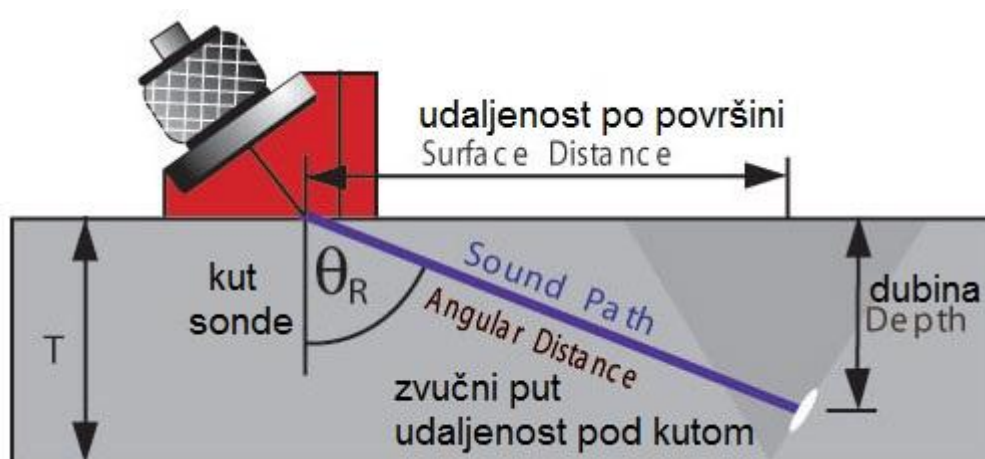 udaljenost po površini
Surface Distance
kut
sonde
θR
Sound Path
Angular Distance
T
dubina
Depth
zvučni put
udaljenost pod kutom